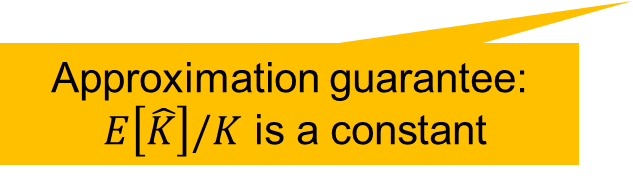 Approximation guarantee:
𝐸[𝐾̂]/𝐾 is a constant